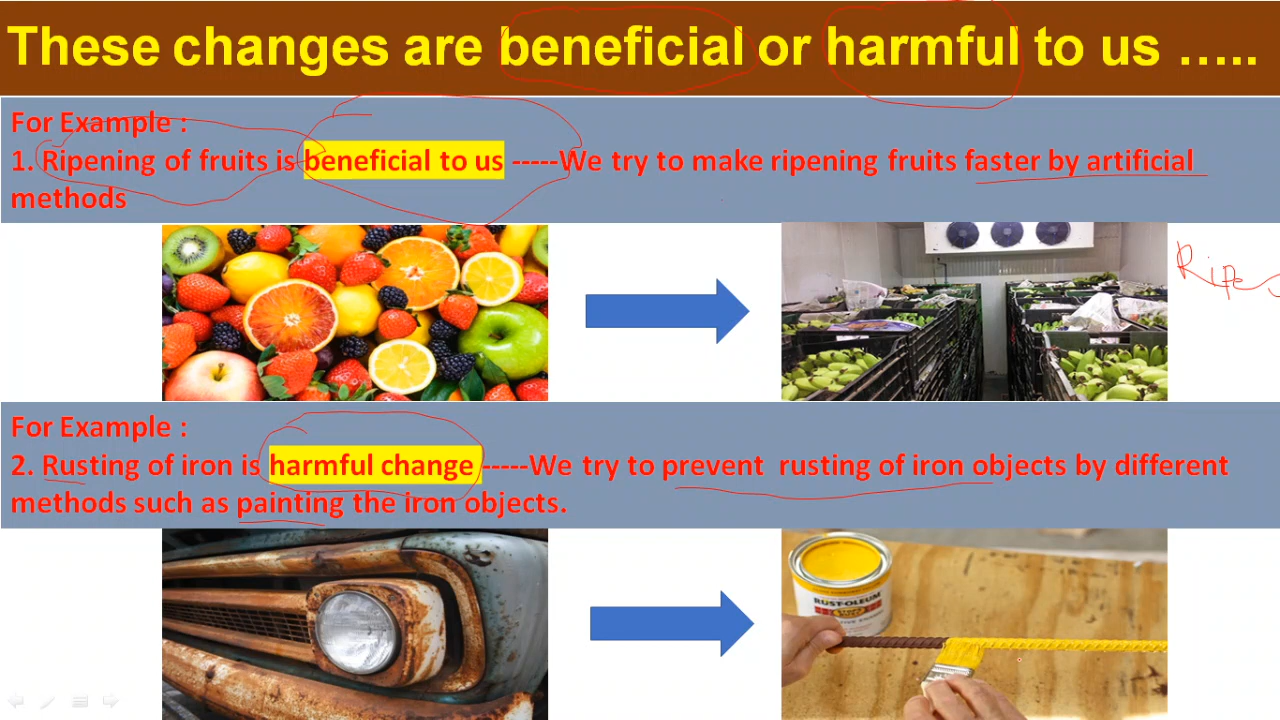 These changes are beneficial or harmful to us …..
For Example :
1. Ripening of fruits is beneficial to us -----We try to make ripening fruits faster by artificial
methods
Ripe
For Example :
2. Rusting of iron is harmful change -----We try to prevent  rusting of iron objects by different
methods such as painting the iron objects.
RUST-OLEUM